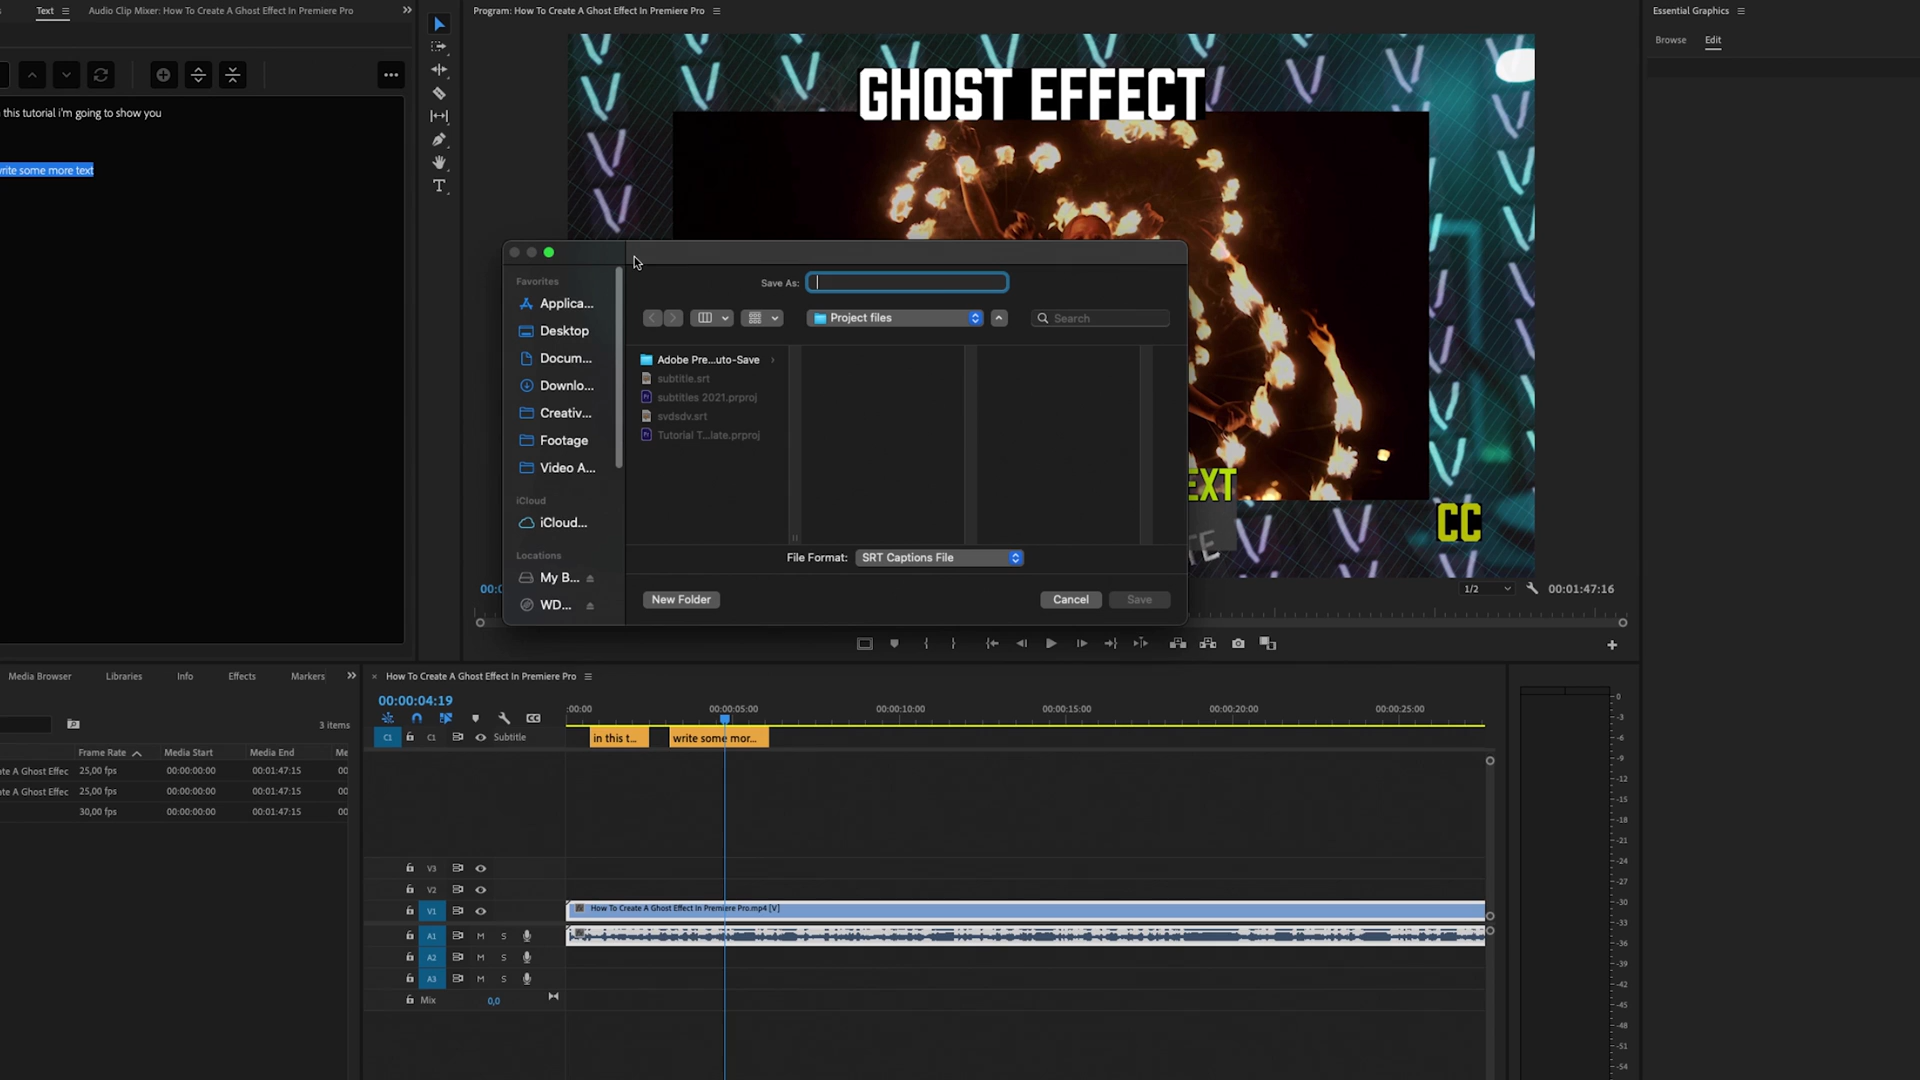 Text
Audio Clip Mixer: How To Create A Ghost Effect In Premiere Pro
Program: How To Create A Ghost Effect In Premiere Pro
Essential Graphics
Browse
Edit
this tutorial i'm going to show you
write some more text
GHOST EFFECT
EXT
CC
Save As:
Project files
Search
Favorites
Applica...
Desktop
Docum...
Downlo...
Creativ...
Footage
Video A...
iCloud
iCloud...
Locations
My B...
WD...
Adobe Pre...uto-Save
subtitle.srt
subtitles 2021.prproj
svdsdv.srt
Tutorial T...late.prproj
File Format:
SRT Captions File
New Folder
Cancel
Save
00:0
1/2
00:01:47:16
Media Browser
Libraries
Info
Effects
Markers
3 items
Frame Rate
Media Start
Media End
Me
te A Ghost Effec
25,00 fps
00:00:00:00
00:01:47:15
00
te A Ghost Effec
25,00 fps
00:00:00:00
00:01:47:15
00
30,00 fps
00:00:00:00
00:01:47:15
00
How To Create A Ghost Effect In Premiere Pro
00:00:04:19
:00:00
00:00:05:00
00:00:10:00
00:00:15:00
00:00:20:00
00:00:25:00
C1
C1
Subtitle
in this t...
write some mor...
V3
V2
V1
How To Create A Ghost Effect In Premiere Pro.mp4 [V]
A1
M
S
A2
M
S
A3
M
S
Mix
0,0
0
-3
-6
-9
-12
-15
-18
-21
-24
-27
-30
-33
-36
-39
-42
-45
-48
-51
-54